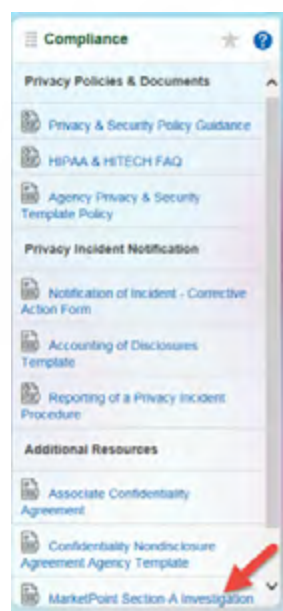 Compliance
Privacy Policies & Documents
Privacy & Security Policy Guidance
HIPAA & HITECH FAQ
Agency Privacy & Security
Template Policy
Privacy Incident Notification
Notification of Incident - Corrective
Action Form
Accounting of Disclosures
Template
Reporting of a Privacy Incident
Procedure
Additional Resources
Associate Confidentiality
Agreement
Confidentiality Nondisclosure
Agreement Agency Template
MarketPoint Section A Investigation